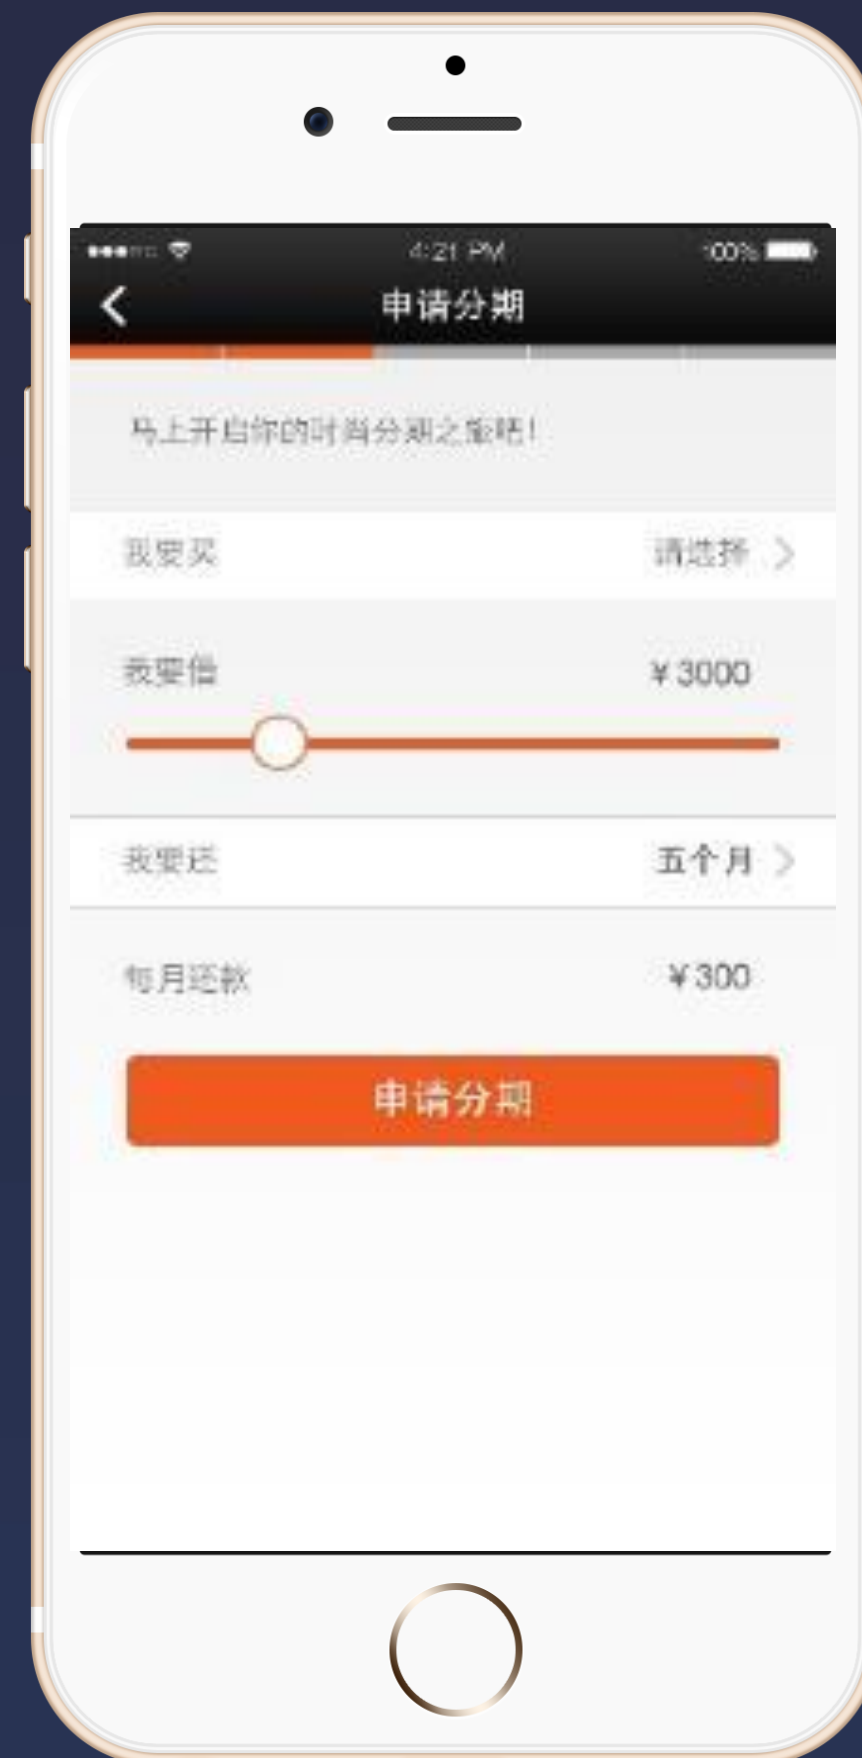 4:21 PM 100%
申请分期
马上开启你的时尚分期之旅吧！
我要买 请选择
我要借 ¥3000
我要还 五个月
每月还款 ¥300
申请分期